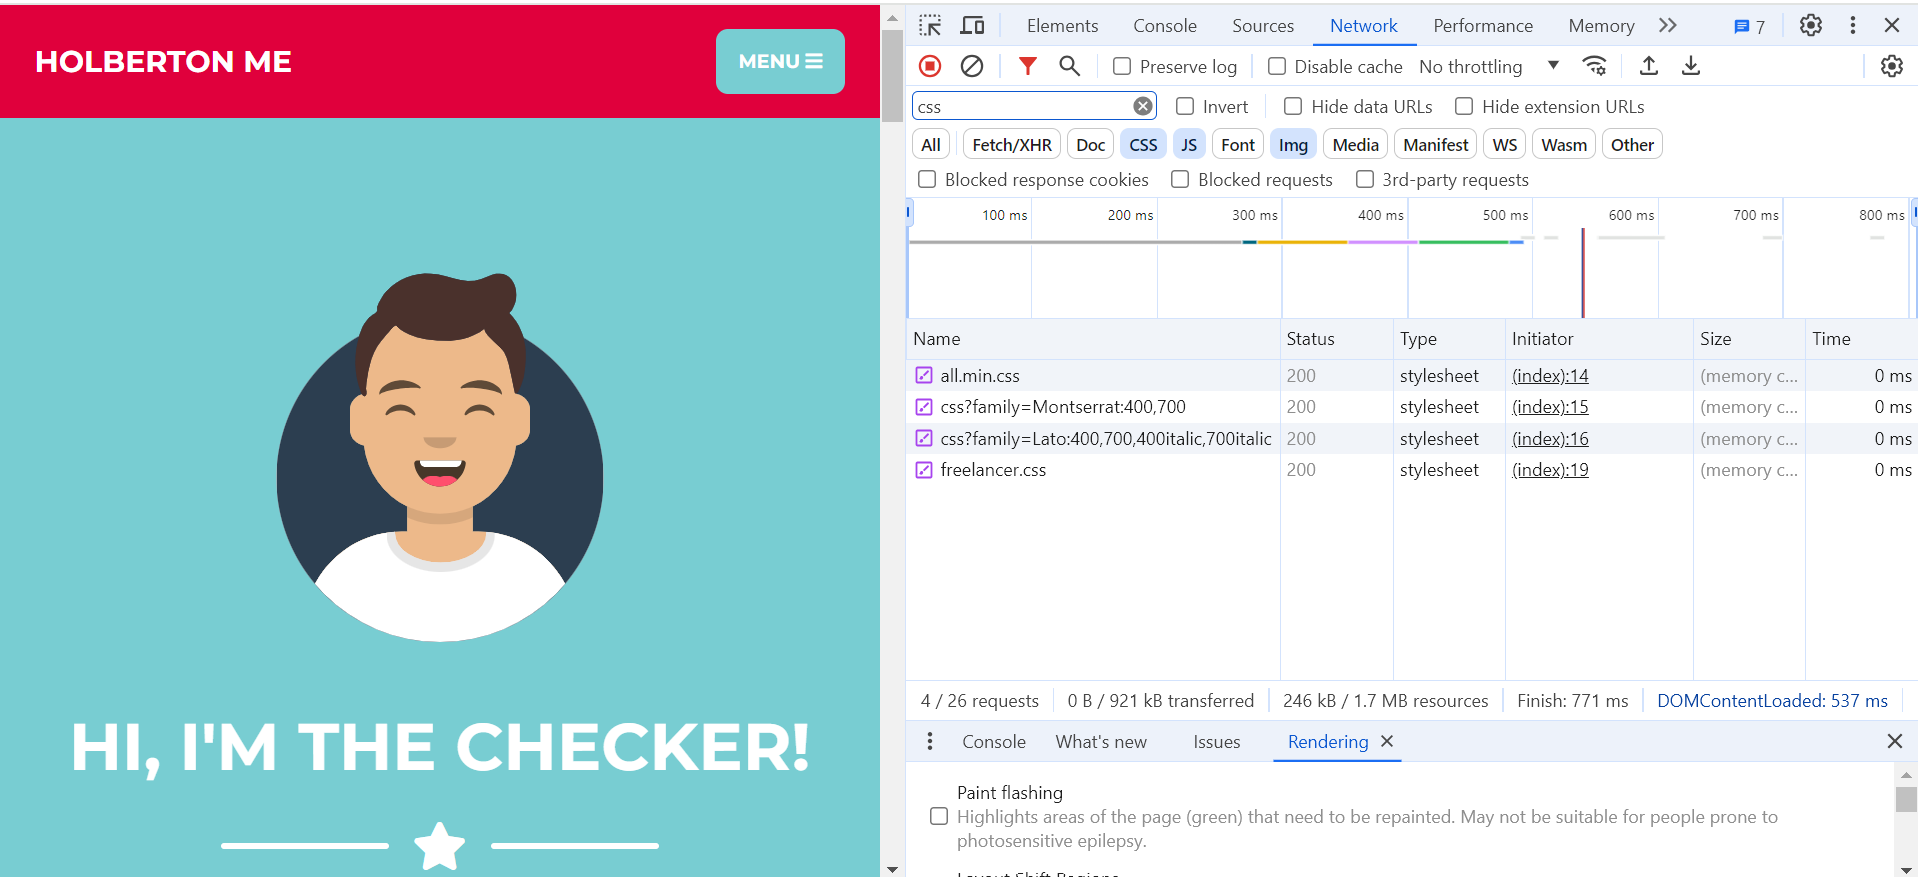 HOLBERTON ME
MENU
HI, I'M THE CHECKER!
Elements Console Sources Network Performance Memory 7
Preserve log Disable cache No throttling
css Invert Hide data URLs Hide extension URLs
All Fetch/XHR Doc CSS JS Font Img Media Manifest WS Wasm Other
Blocked response cookies Blocked requests 3rd-party requests
100 ms 200 ms 300 ms 400 ms 500 ms 600 ms 700 ms 800 ms
Name Status Type Initiator Size Time
all.min.css 200 stylesheet (index):14 (memory c... 0 ms
css?family=Montserrat:400,700 200 stylesheet (index):15 (memory c... 0 ms
css?family=Lato:400,700,400italic,700italic 200 stylesheet (index):16 (memory c... 0 ms
freelancer.css 200 stylesheet (index):19 (memory c... 0 ms
4 / 26 requests 0 B / 921 kB transferred 246 kB / 1.7 MB resources Finish: 771 ms DOMContentLoaded: 537 ms
Console What's new Issues Rendering
Paint flashing
Highlights areas of the page (green) that need to be repainted. May not be suitable for people prone to
photosensitive epilepsy.
Layout Shift Regions